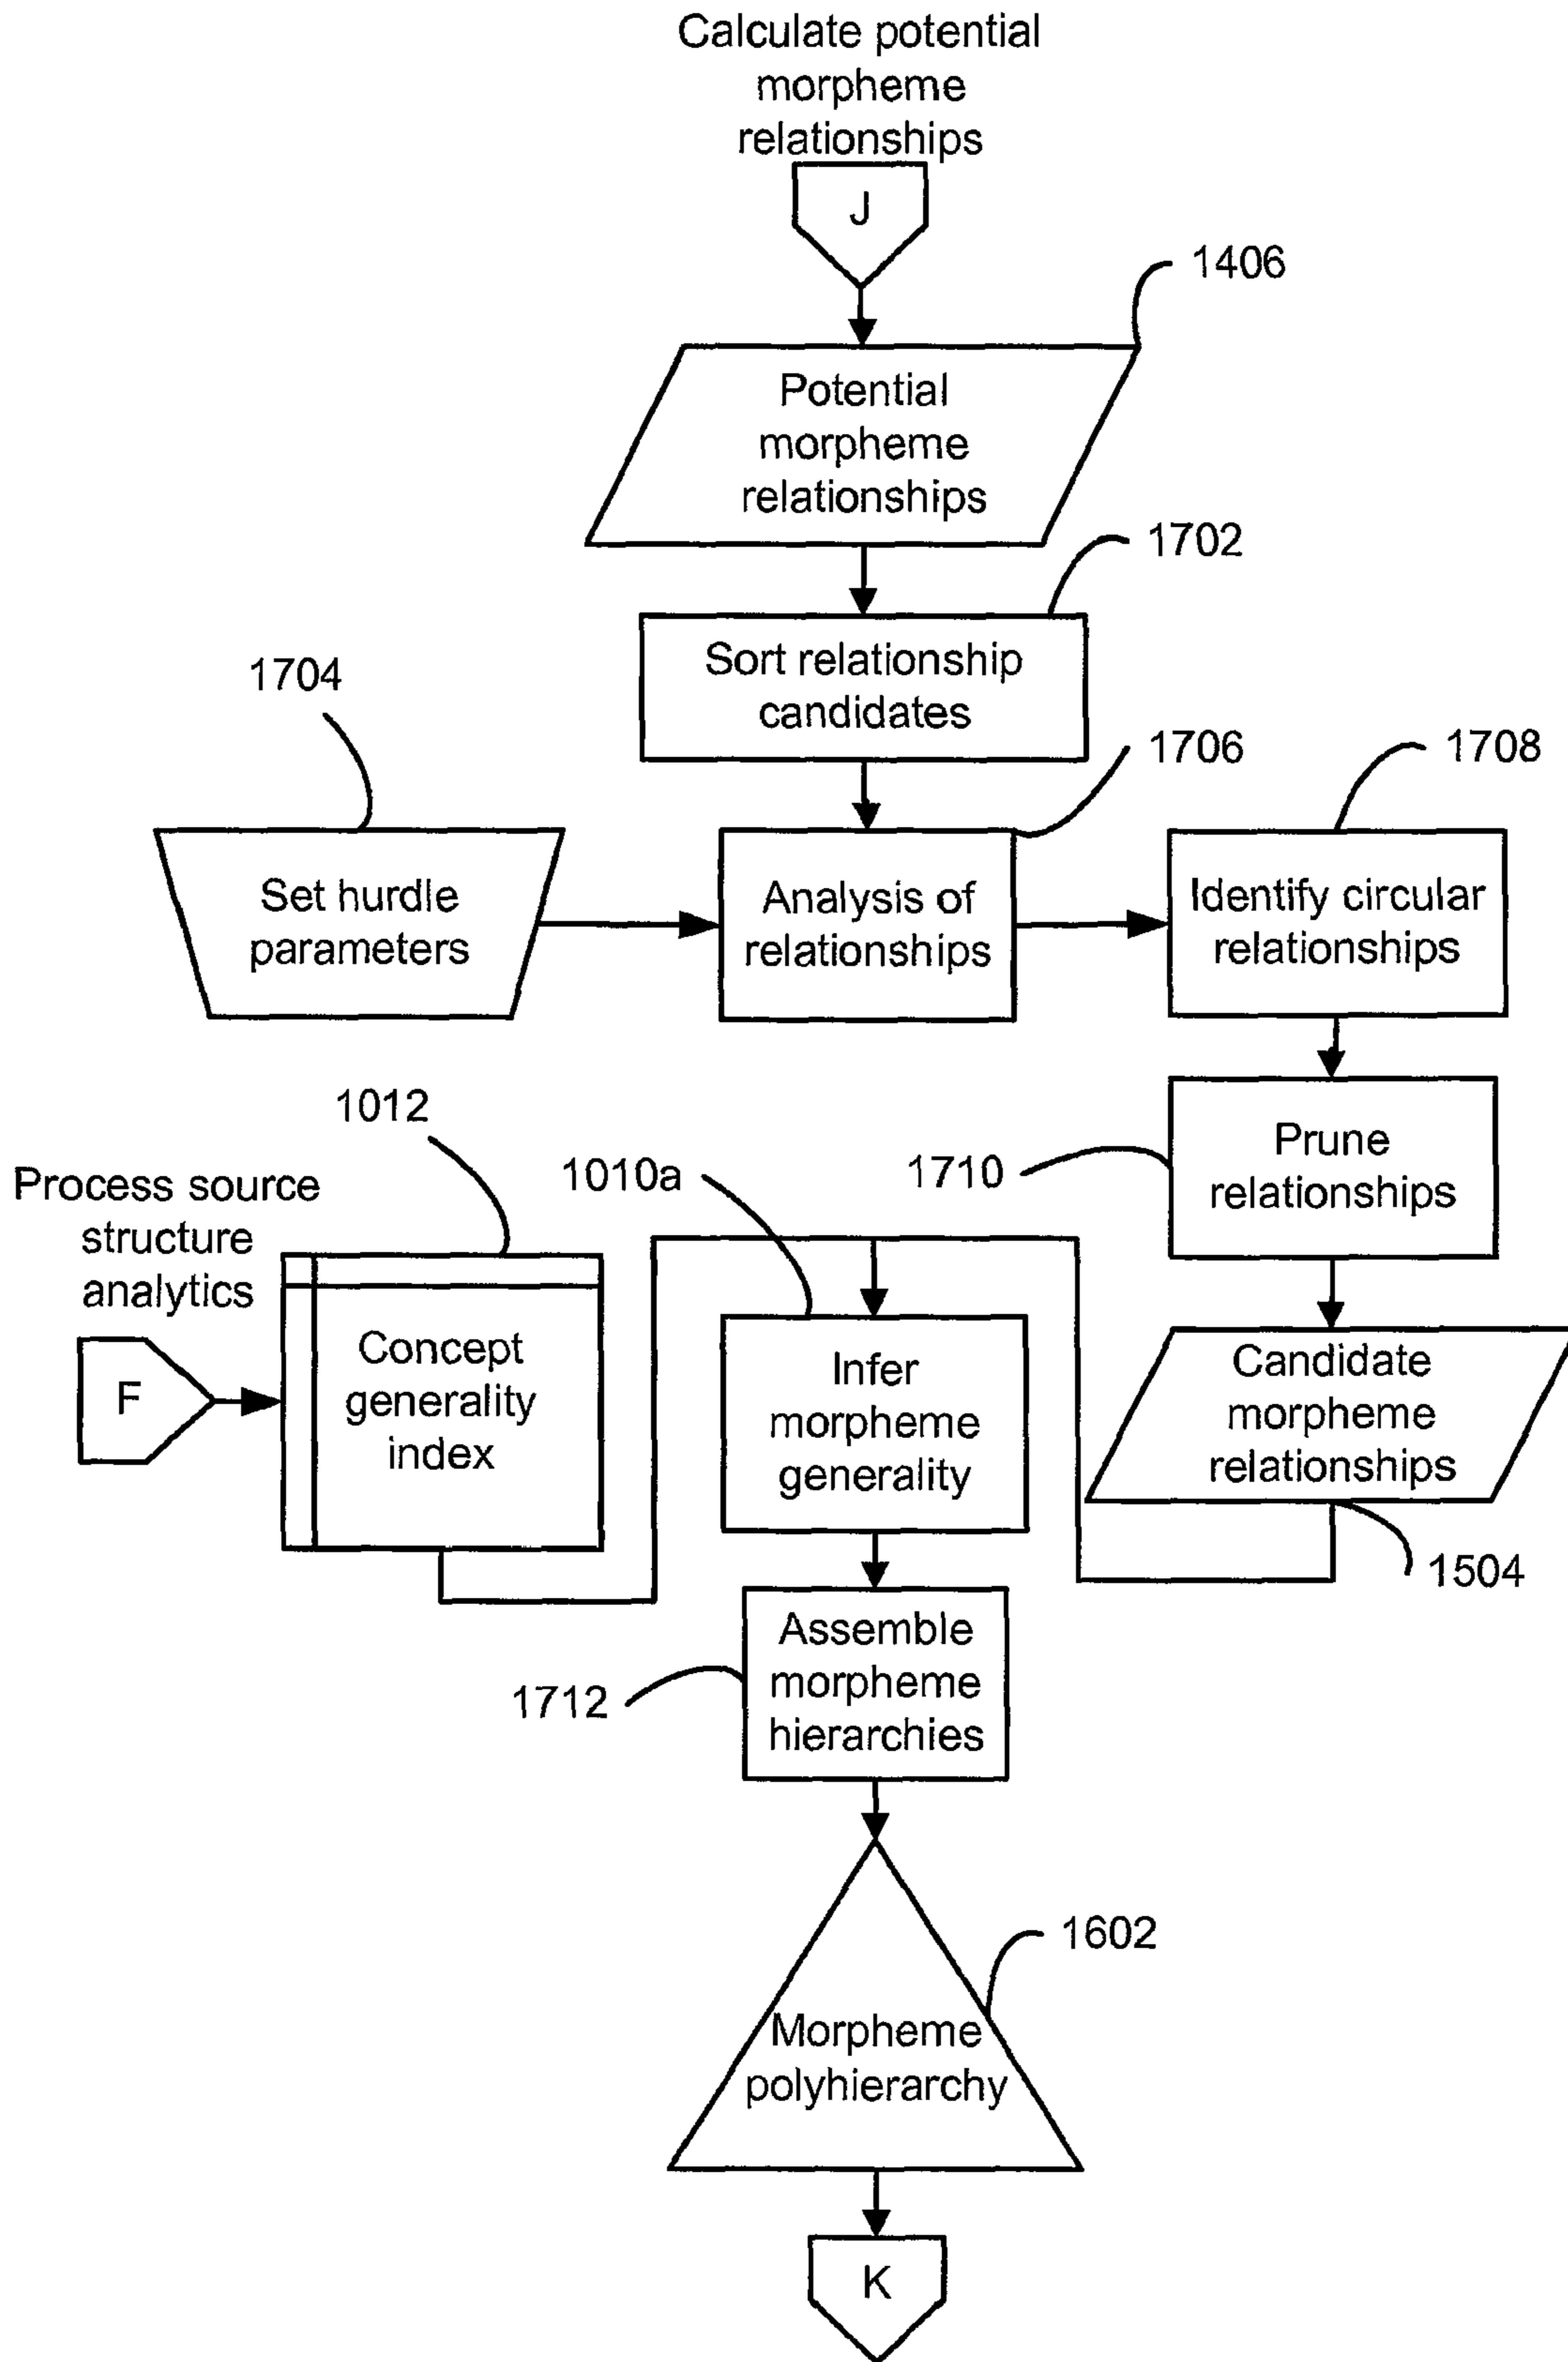 Calculate potential
morpheme
relationships
J
1406
Potential
morpheme
relationships
1702
Sort relationship
candidates
1704
1706
1708
Set hurdle
parameters
Analysis of
relationships
Identify circular
relationships
1012
1010a
1710
Prune
relationships
Process source
structure
analytics
F
Concept
generality
index
Infer
morpheme
generality
Candidate
morpheme
relationships
1504
Assemble
morpheme
hierarchies
1712
1602
Morpheme
polyhierarchy
K